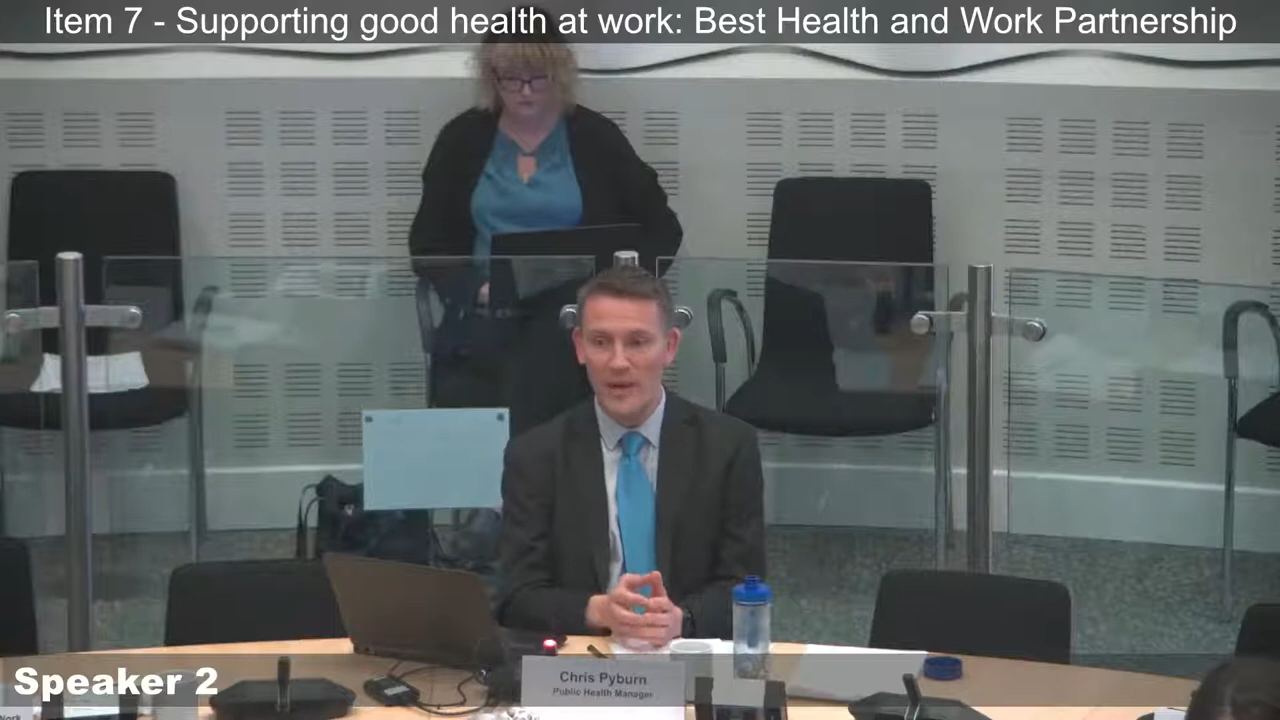 Item 7 - Supporting good health at work: Best Health and Work Partnership
Speaker 2
Chris Pyburn
Public Health Manager
Work